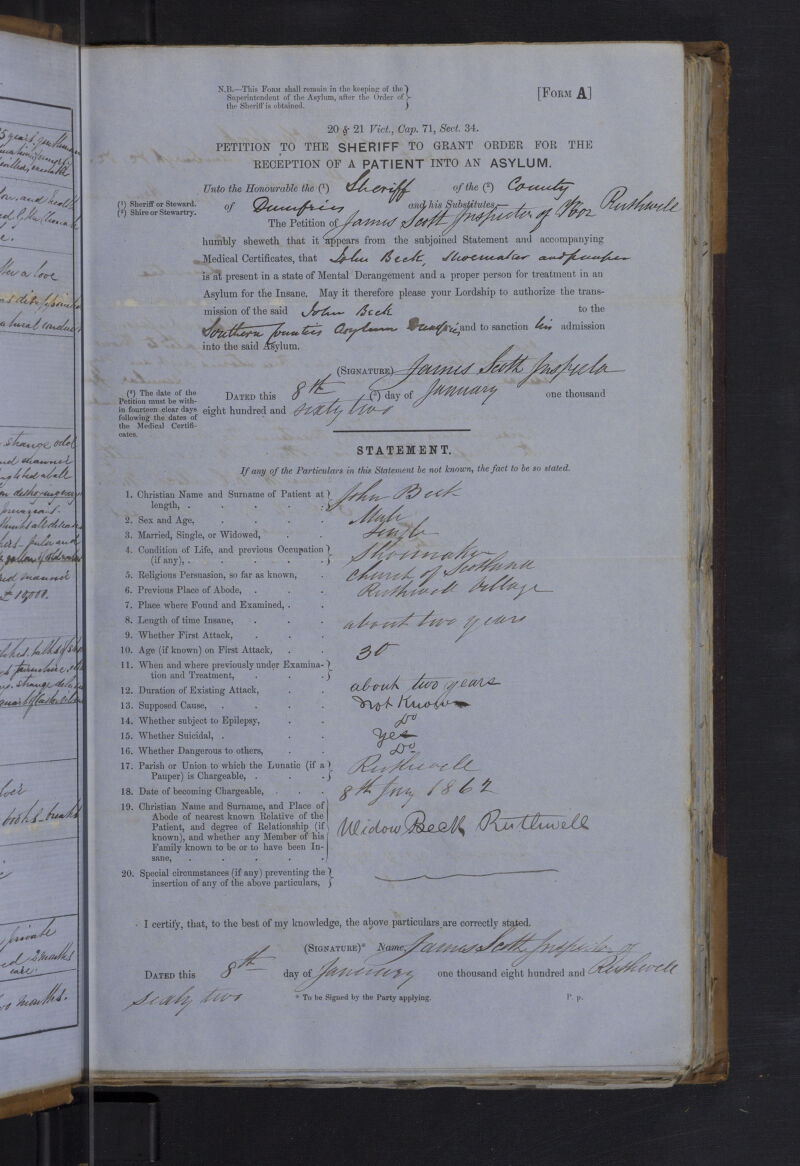 N.B.—This Form shall remain in the keeping of the
Superintendent of the Asylum, after the Order of
the Sheriff is obtained.
[Form A]
20 & 21 Vict., Cap. 71, Sect. 34.
PETITION TO THE SHERIFF TO GRANT ORDER FOR THE
RECEPTION OF A PATIENT INTO AN ASYLUM.
Unto the Honourable the (¹) Sheriff of the (²) County
(¹) Sheriff or Steward.
(²) Shire or Stewartry.
of Dumfries and his Substitutes,
The Petition of James Scott Inspector of Poor Ruthwell
humbly sheweth that it appears from the subjoined Statement and accompanying
Medical Certificates, that John Beck, Shoemaker and pauper
is at present in a state of Mental Derangement and a proper person for treatment in an
Asylum for the Insane. May it therefore please your Lordship to authorize the trans-
mission of the said John Beck to the
Southern Counties Asylum Dumfries, and to sanction his admission
into the said Asylum.
(Signature) James Scott Inspector
(³) The date of the
Petition must be with-
in fourteen clear days
following the dates of
the Medical Certifi-
cates.
Dated this 8th (³) day of January one thousand
eight hundred and sixty two
STATEMENT.
If any of the Particulars in this Statement be not known, the fact to be so stated.
1. Christian Name and Surname of Patient at
length, John Beck
2. Sex and Age, Male
3. Married, Single, or Widowed, Single
4. Condition of Life, and previous Occupation
(if any), Shoemaker
5. Religious Persuasion, so far as known, Church of Scotland
6. Previous Place of Abode, Ruthwell Village
7. Place where Found and Examined,
8. Length of time Insane, about two years
9. Whether First Attack,
10. Age (if known) on First Attack, 30
11. When and where previously under Examina-
tion and Treatment,
12. Duration of Existing Attack, about two years
13. Supposed Cause, Not Known
14. Whether subject to Epilepsy, Do
15. Whether Suicidal, Yes
16. Whether Dangerous to others, Do
17. Parish or Union to which the Lunatic (if a
Pauper) is Chargeable, Ruthwell
18. Date of becoming Chargeable, 8th Jny 1862
19. Christian Name and Surname, and Place of
Abode of nearest known Relative of the
Patient, and degree of Relationship (if
known), and whether any Member of his
Family known to be or to have been In-
sane, Widow Beck Ruthwell
20. Special circumstances (if any) preventing the
insertion of any of the above particulars,
I certify, that, to the best of my knowledge, the above particulars are correctly stated.
(Signature)* Name, James Scott Inspector of
Dated this 8th day of January one thousand eight hundred and Ruthwell
sixty two
* To be Signed by the Party applying.
P. p.